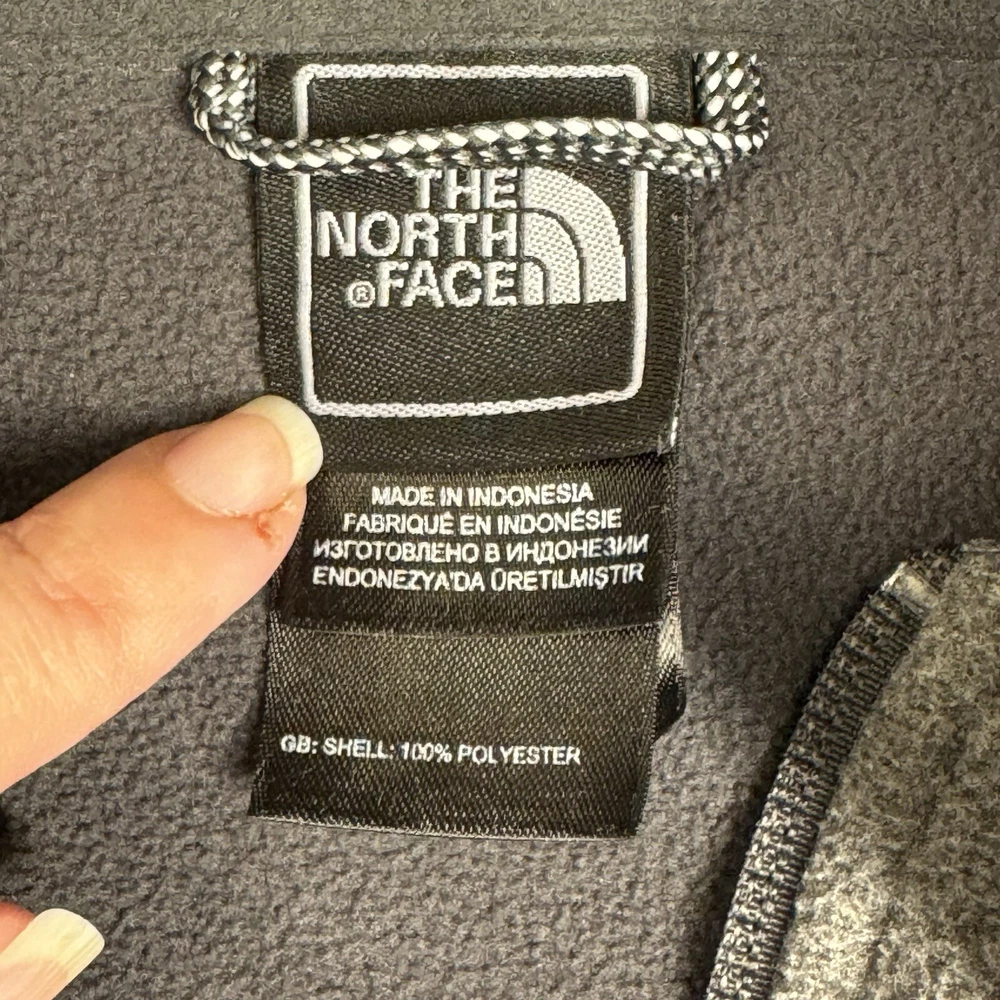 THE
NORTH
®FACE
MADE IN INDONESIA
FABRIQUÉ EN INDONÉSIE
ИЗГОТОВЛЕНО В ИНДОНЕЗИИ
ENDONEZYA'DA ÜRETILMIŞTIR
GB: SHELL: 100% POLYESTER